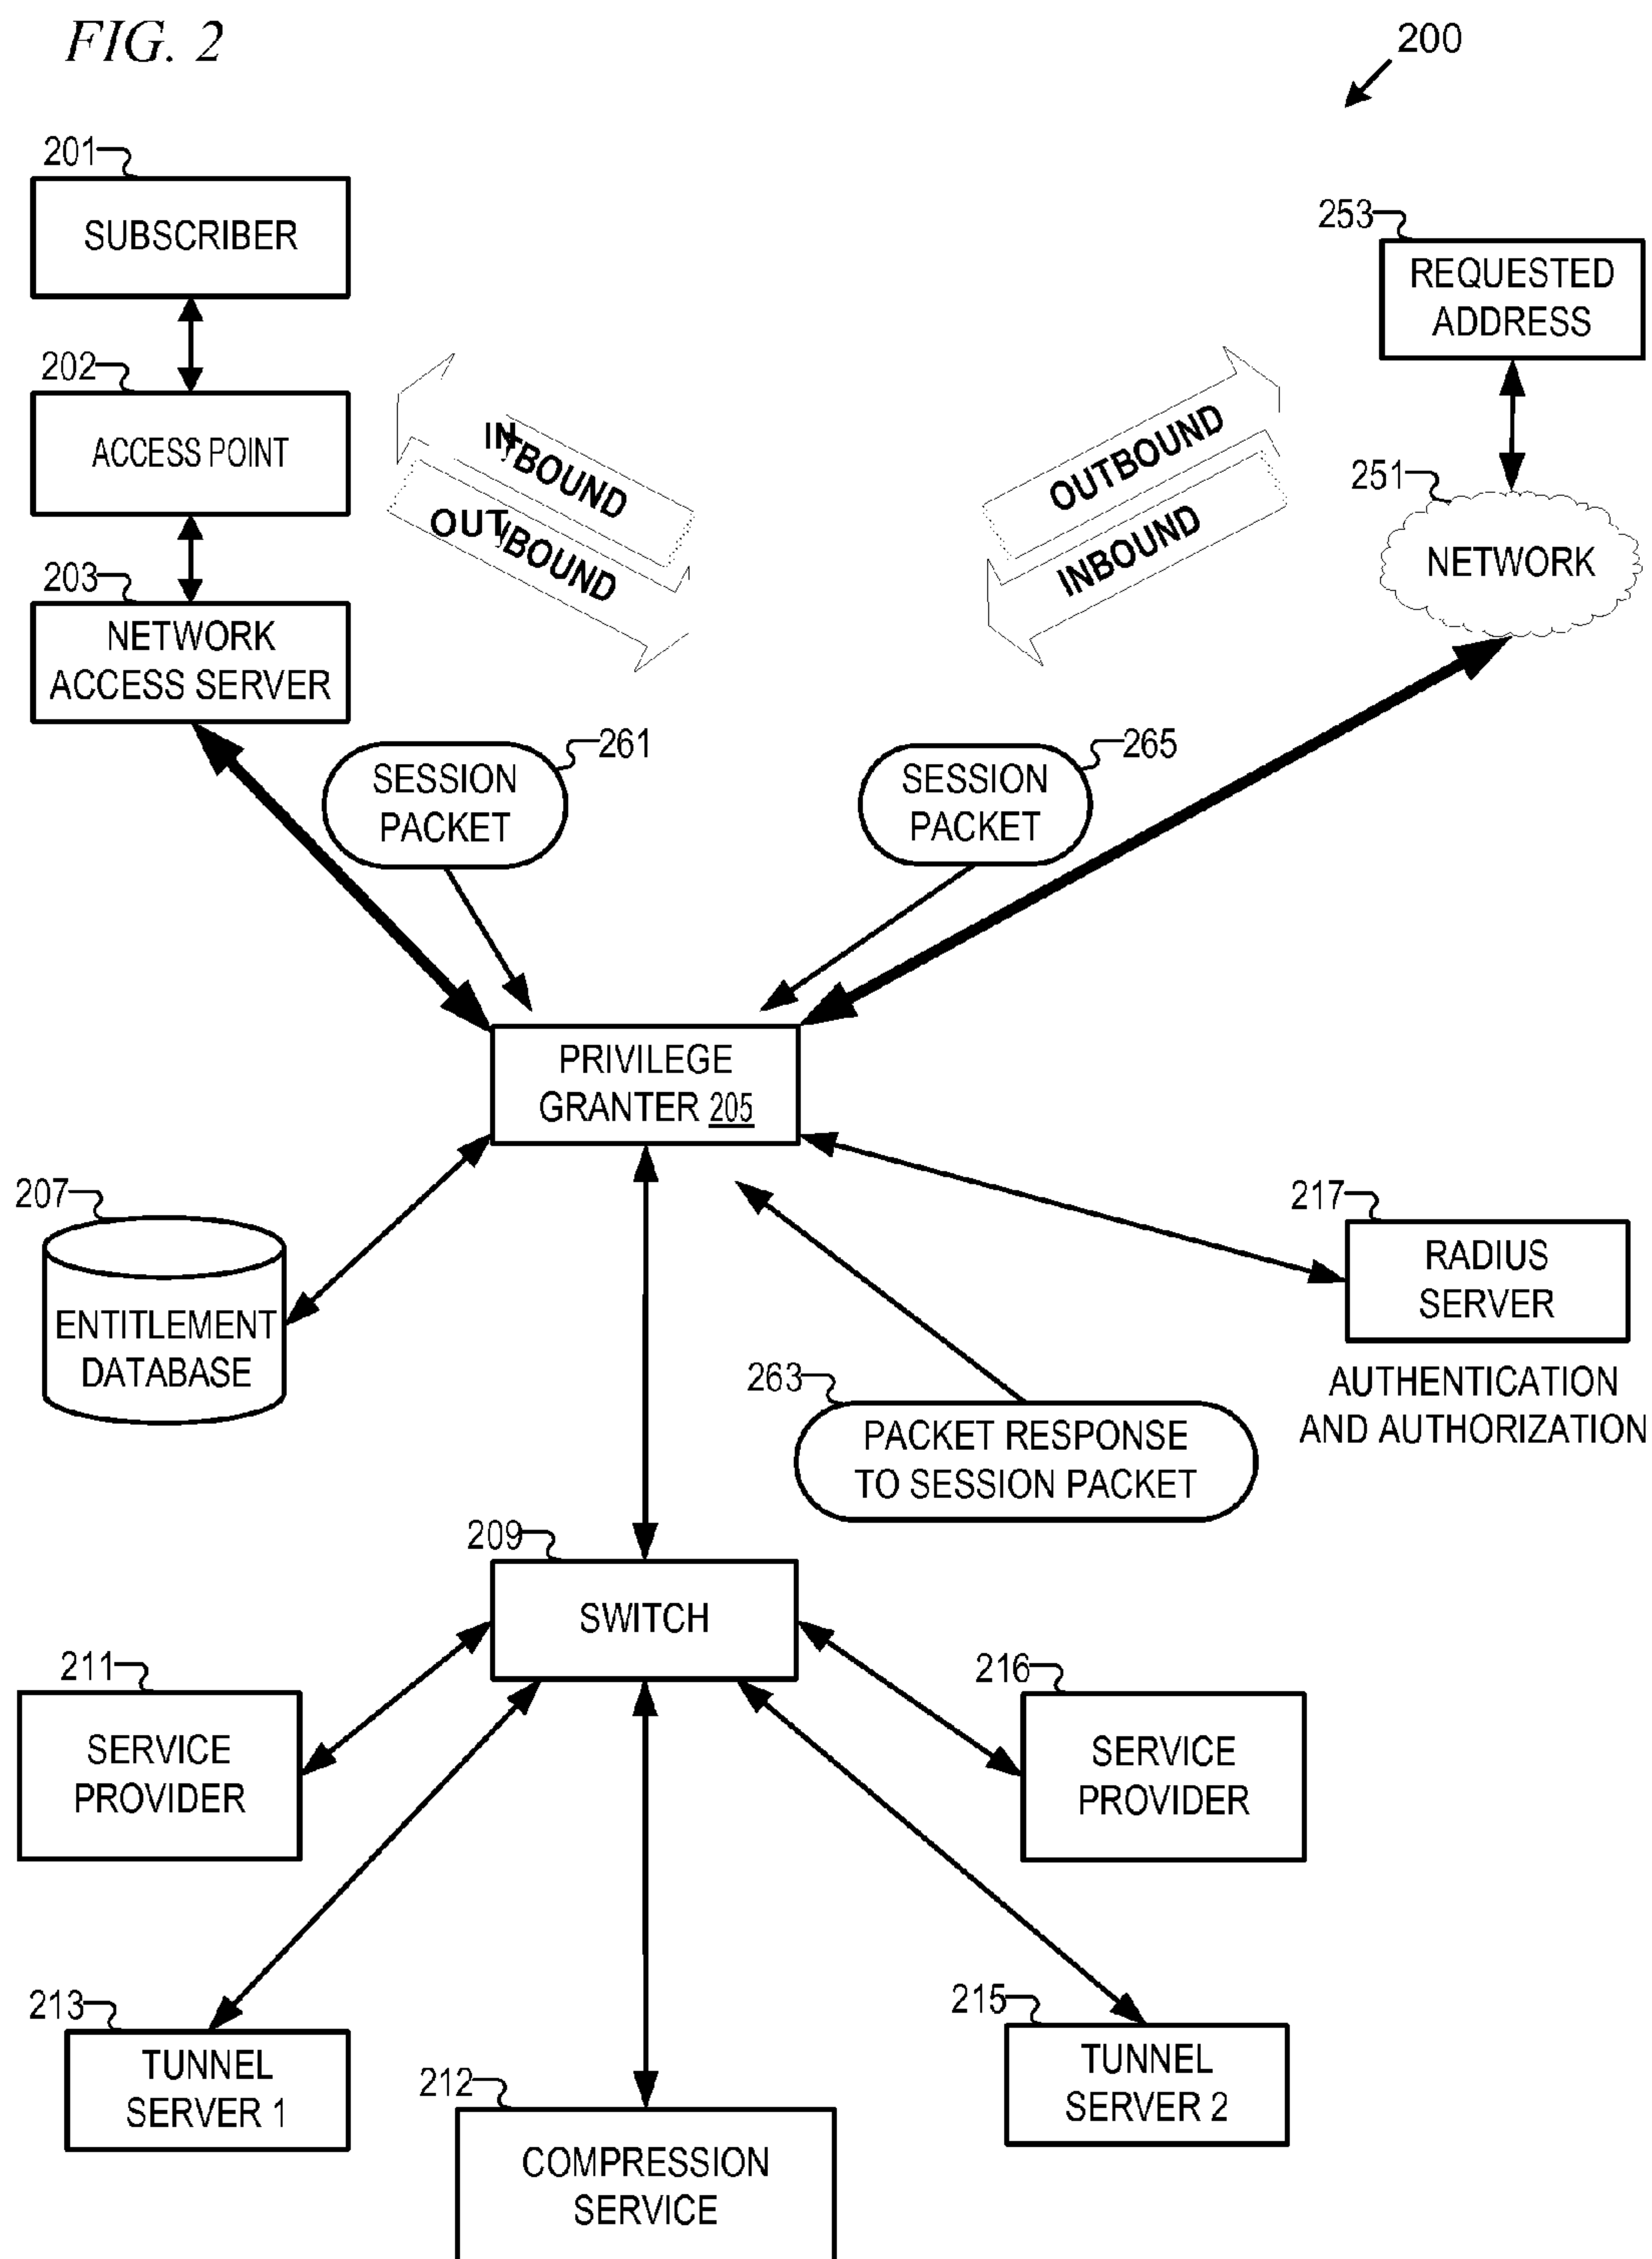 FIG. 2
200
201
SUBSCRIBER
253
REQUESTED
ADDRESS
202
ACCESS POINT
INBOUND
OUTBOUND
OUTBOUND
INBOUND
251
NETWORK
203
NETWORK
ACCESS SERVER
261
SESSION
PACKET
265
SESSION
PACKET
PRIVILEGE
GRANTER 205
207
ENTITLEMENT
DATABASE
217
RADIUS
SERVER
AUTHENTICATION
AND AUTHORIZATION
263
PACKET RESPONSE
TO SESSION PACKET
209
SWITCH
211
SERVICE
PROVIDER
216
SERVICE
PROVIDER
213
TUNNEL
SERVER 1
215
TUNNEL
SERVER 2
212
COMPRESSION
SERVICE